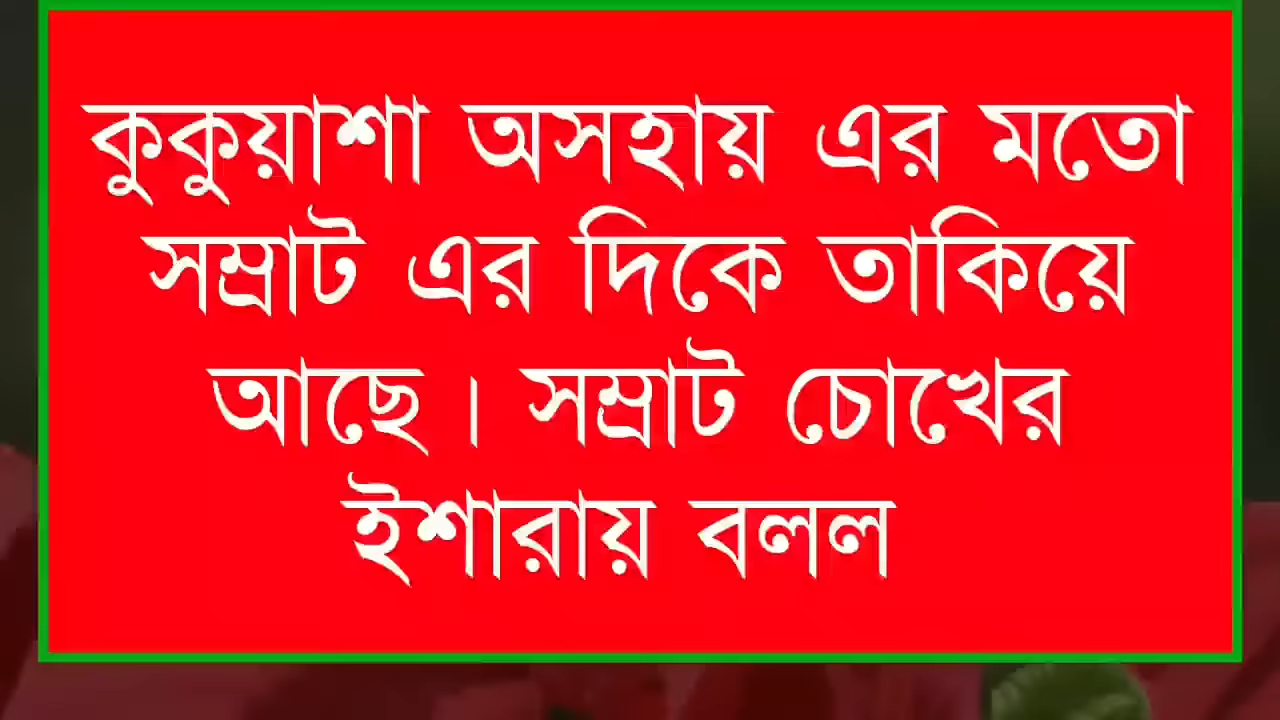 কুকুয়াশা অসহায় এর মতো
সম্রাট এর দিকে তাকিয়ে
আছে। সম্রাট চোখের
ইশারায় বলল